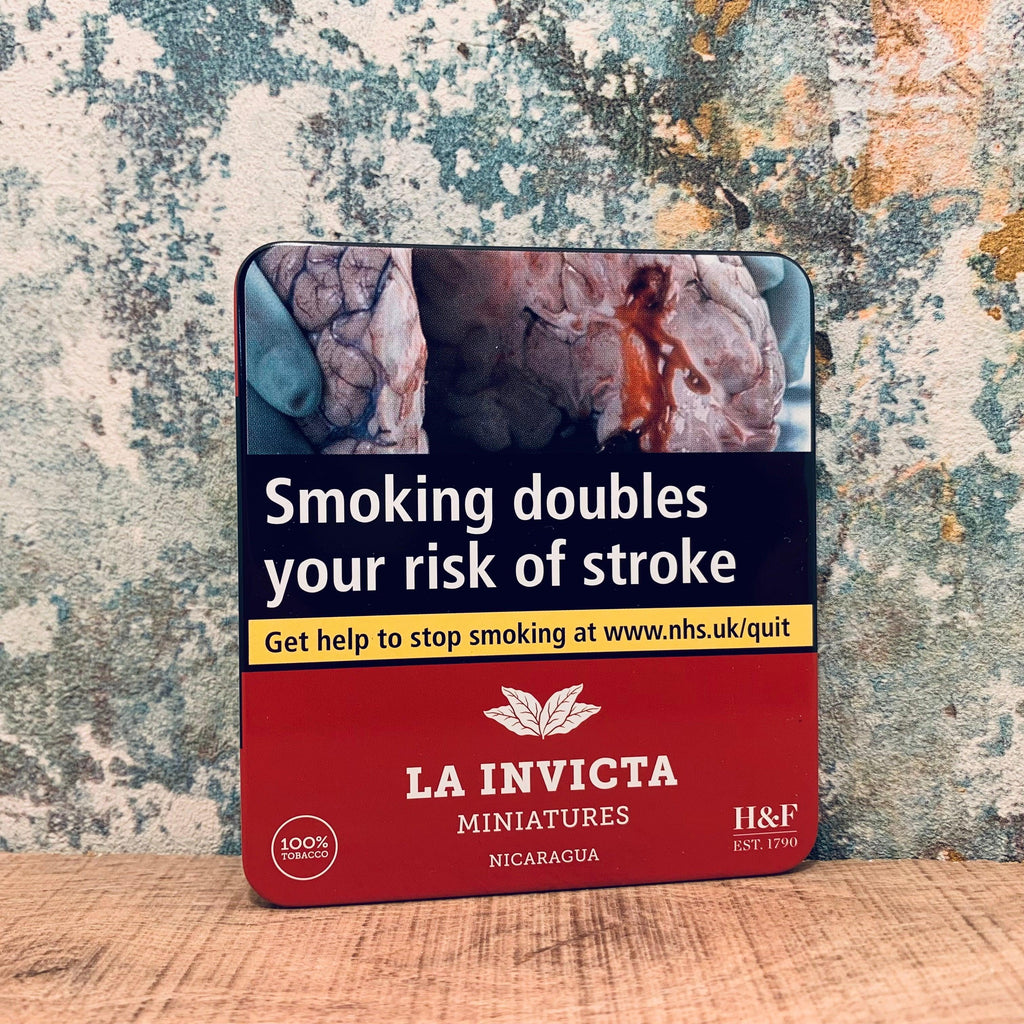 Smoking doubles
your risk of stroke
Get help to stop smoking at www.nhs.uk/quit
LA INVICTA
MINIATURES
NICARAGUA
100%
TOBACCO
H&F
EST. 1790